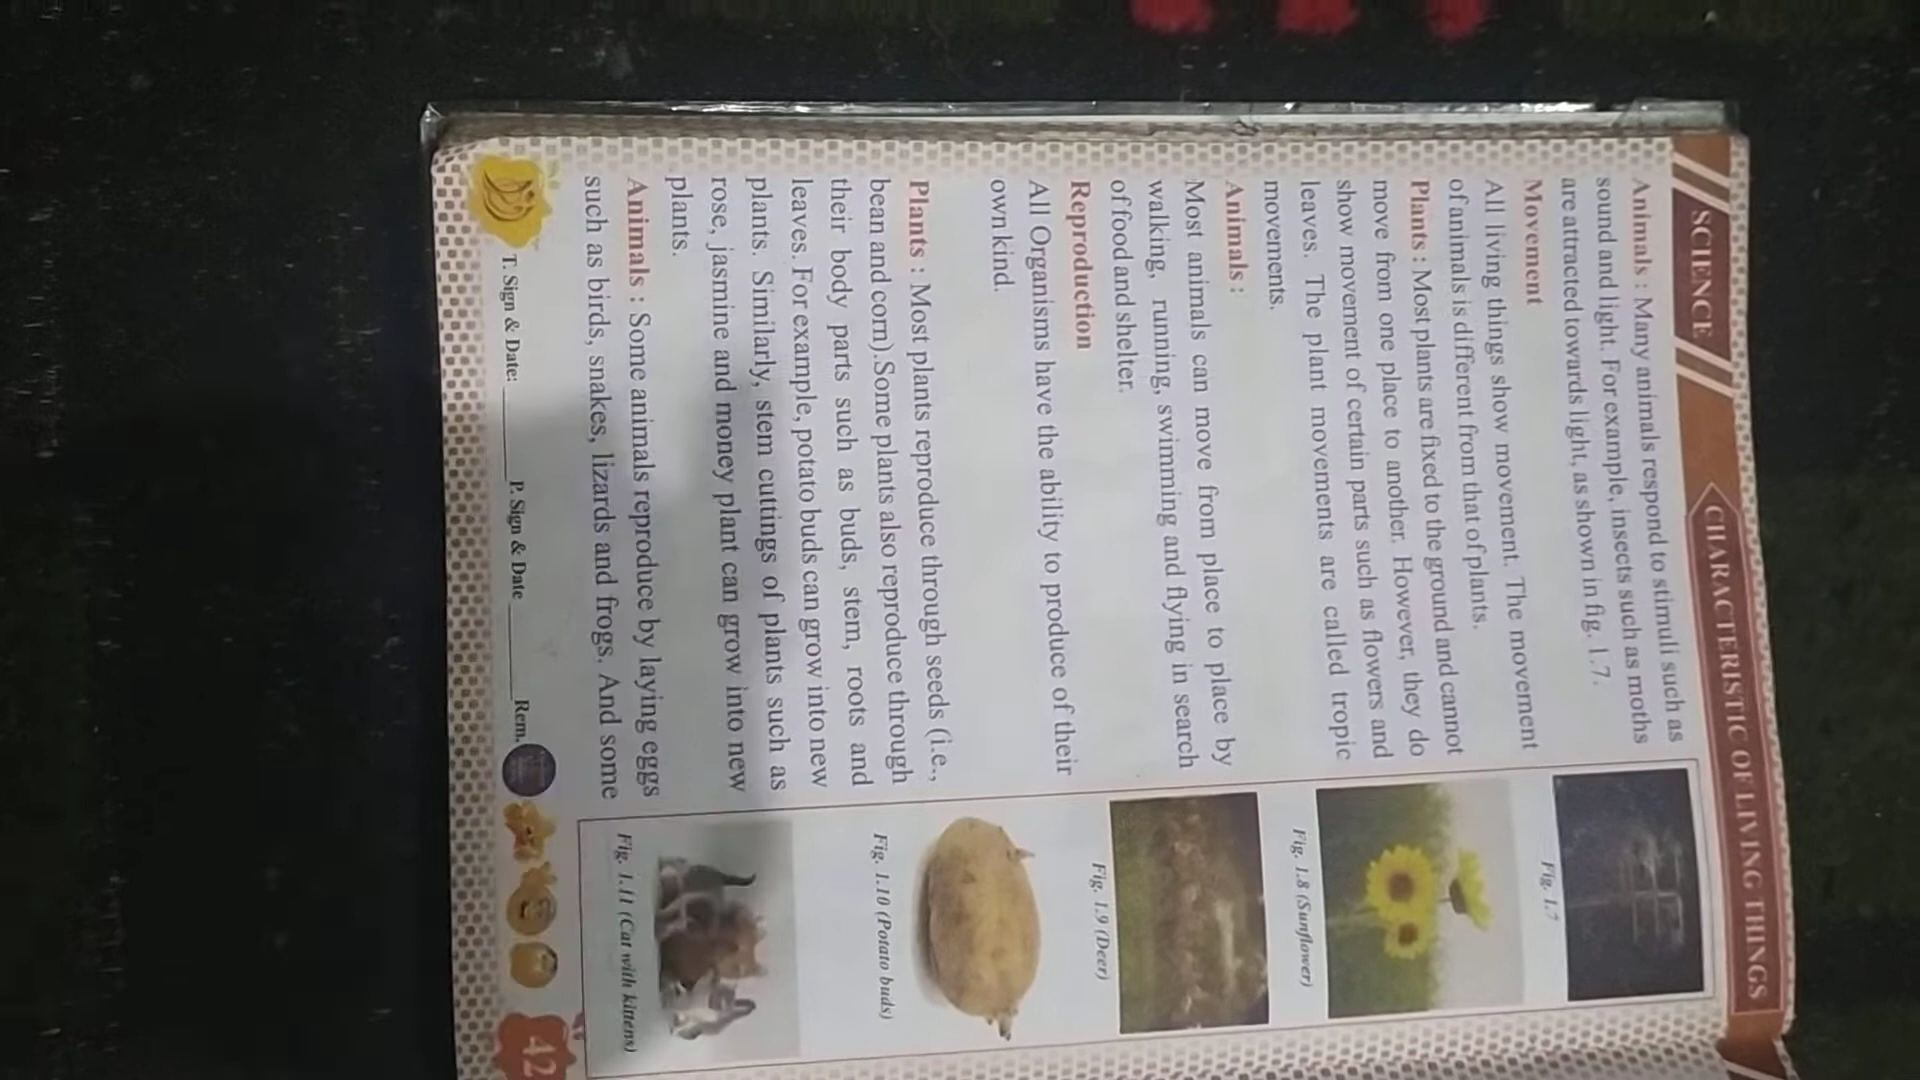 SCIENCE
CHARACTERISTIC OF LIVING THINGS
Animals : Many animals respond to stimuli such as
sound and light. For example, insects such as moths
are attracted towards light, as shown in fig. 1.7.
Movement
All living things show movement. The movement
of animals is different from that of plants.
Plants : Most plants are fixed to the ground and cannot
move from one place to another. However, they do
show movement of certain parts such as flowers and
leaves. The plant movements are called tropic
movements.
Animals :
Most animals can move from place to place by
walking, running, swimming and flying in search
of food and shelter.
Reproduction
All Organisms have the ability to produce of their
own kind.
Plants : Most plants reproduce through seeds (i.e.,
bean and corn).Some plants also reproduce through
their body parts such as buds, stem, roots and
leaves. For example, potato buds can grow into new
plants. Similarly, stem cuttings of plants such as
rose, jasmine and money plant can grow into new
plants.
Animals : Some animals reproduce by laying eggs
such as birds, snakes, lizards and frogs. And some
Fig. 1.7
Fig. 1.8 (Sunflower)
Fig. 1.9 (Deer)
Fig. 1.10 (Potato buds)
Fig. 1.11 (Cat with kittens)
T. Sign & Date: ________ P. Sign & Date ________ Rem.
42